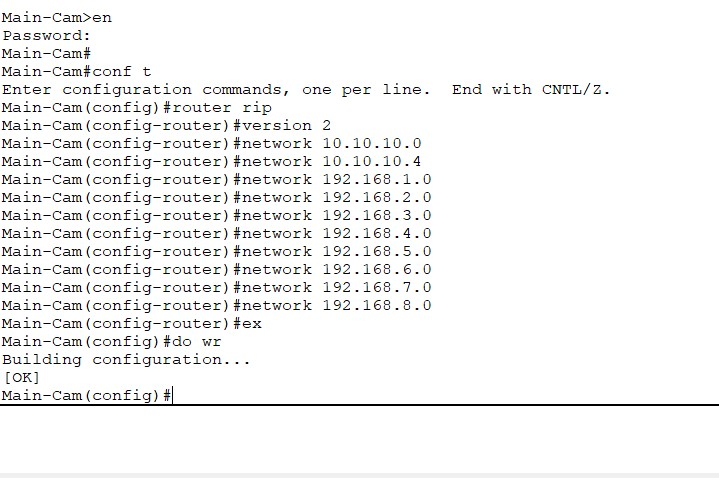 Main-Cam>en
Password:
Main-Cam#
Main-Cam#conf t
Enter configuration commands, one per line.  End with CNTL/Z.
Main-Cam(config)#router rip
Main-Cam(config-router)#version 2
Main-Cam(config-router)#network 10.10.10.0
Main-Cam(config-router)#network 10.10.10.4
Main-Cam(config-router)#network 192.168.1.0
Main-Cam(config-router)#network 192.168.2.0
Main-Cam(config-router)#network 192.168.3.0
Main-Cam(config-router)#network 192.168.4.0
Main-Cam(config-router)#network 192.168.5.0
Main-Cam(config-router)#network 192.168.6.0
Main-Cam(config-router)#network 192.168.7.0
Main-Cam(config-router)#network 192.168.8.0
Main-Cam(config-router)#ex
Main-Cam(config)#do wr
Building configuration...
[OK]
Main-Cam(config)#